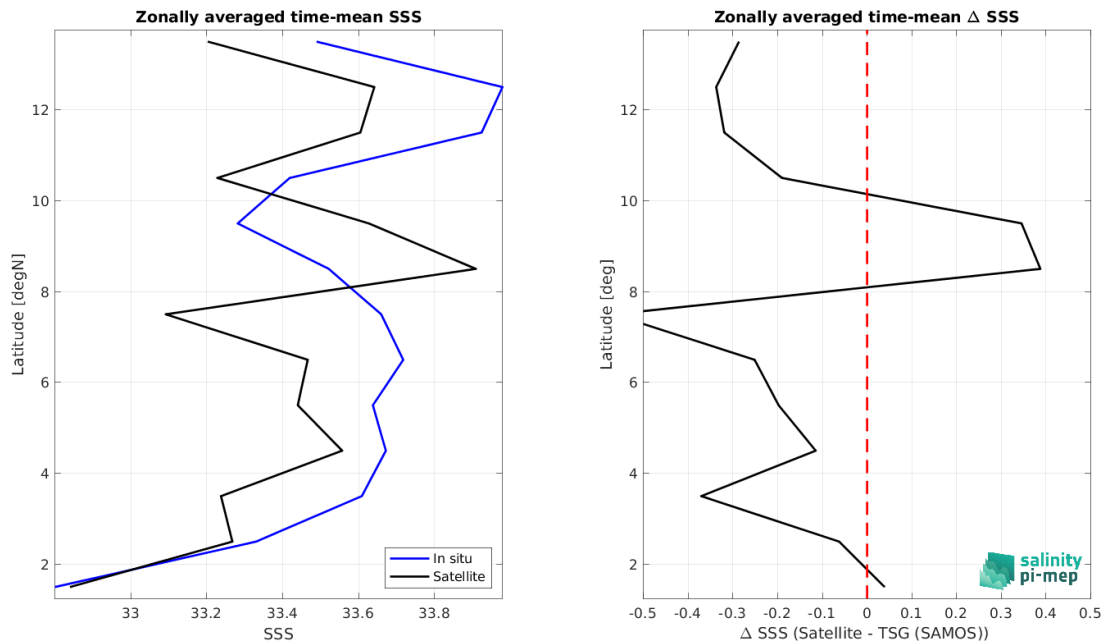 Zonally averaged time-mean SSS
Latitude [degN]
12
10
8
6
4
2
33
33.2
33.4
33.6
33.8
SSS
In situ
Satellite
Zonally averaged time-mean Δ SSS
Latitude [deg]
12
10
8
6
4
2
-0.5
-0.4
-0.3
-0.2
-0.1
0
0.1
0.2
0.3
0.4
0.5
Δ SSS (Satellite - TSG (SAMOS))
salinity
pi-mep